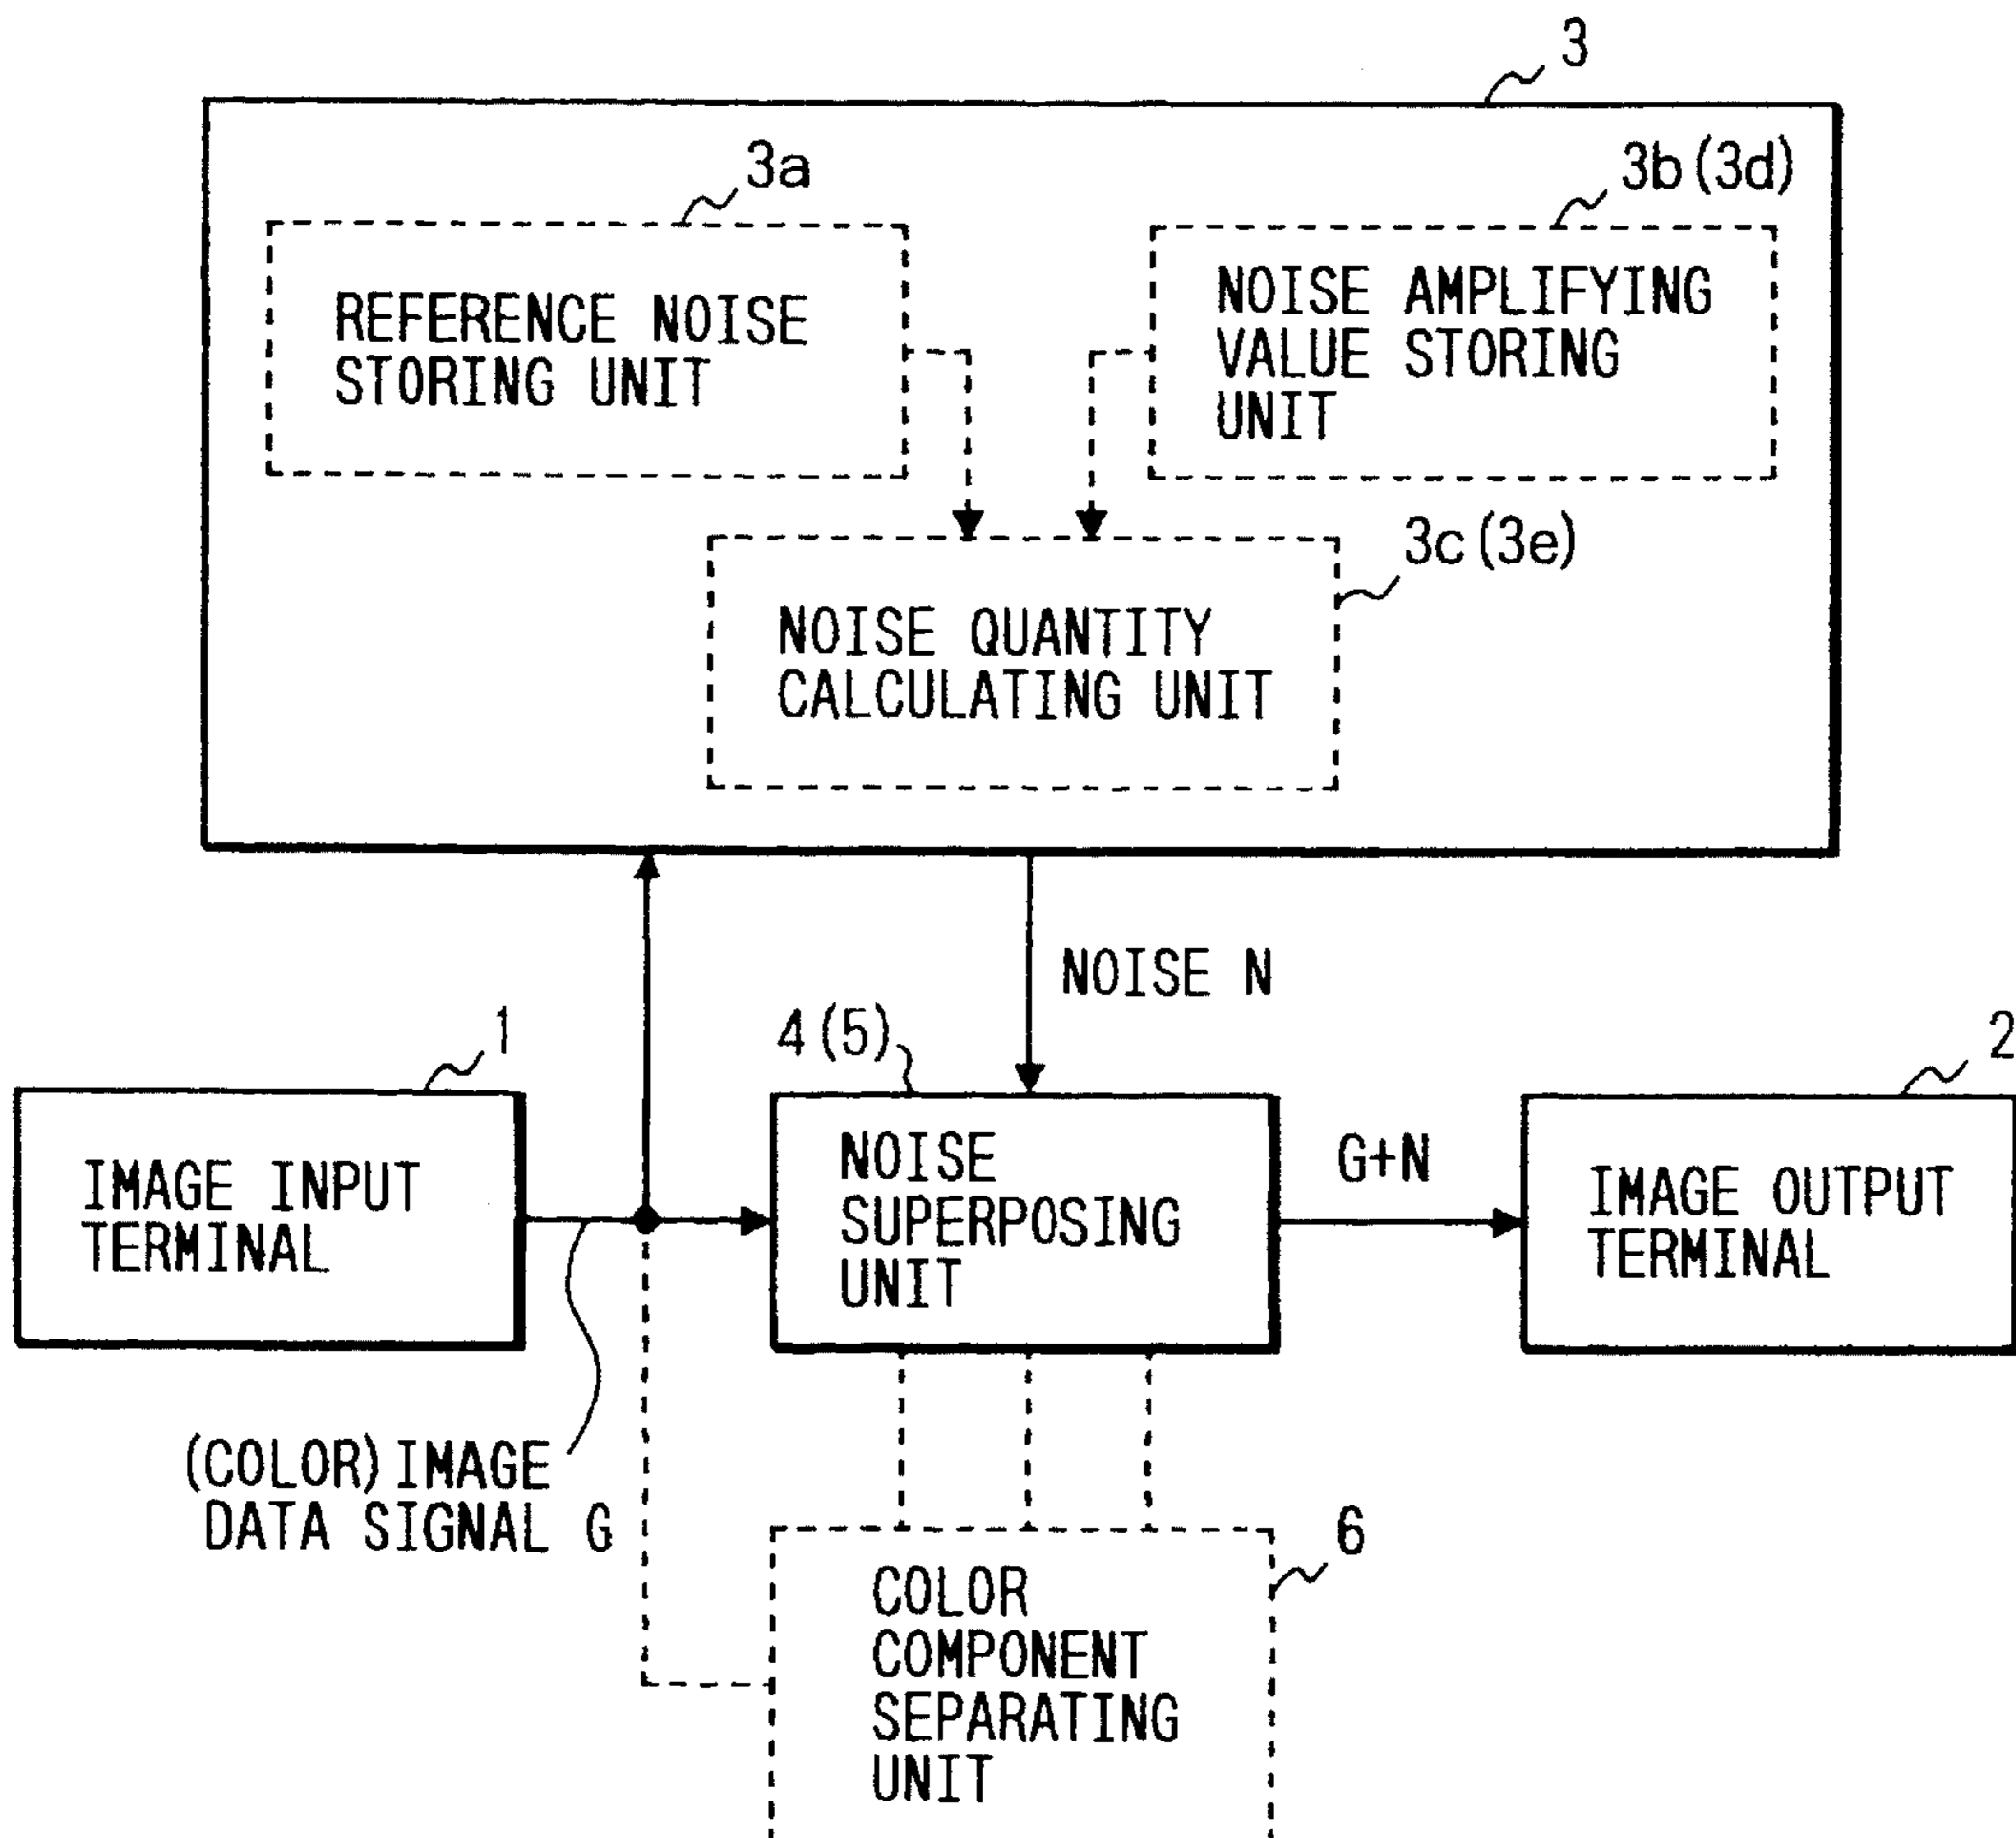 3
3a
3b(3d)
REFERENCE NOISE
STORING UNIT
NOISE AMPLIFYING
VALUE STORING
UNIT
3c(3e)
NOISE QUANTITY
CALCULATING UNIT
NOISE N
1
4(5)
2
IMAGE INPUT
TERMINAL
NOISE
SUPERPOSING
UNIT
G+N
IMAGE OUTPUT
TERMINAL
(COLOR)IMAGE
DATA SIGNAL G
6
COLOR
COMPONENT
SEPARATING
UNIT